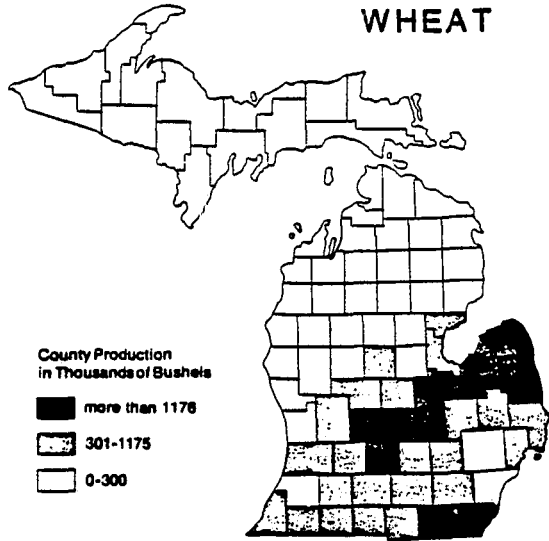 WHEAT
County Production
in Thousands of Bushels
more than 1176
301-1175
0-300